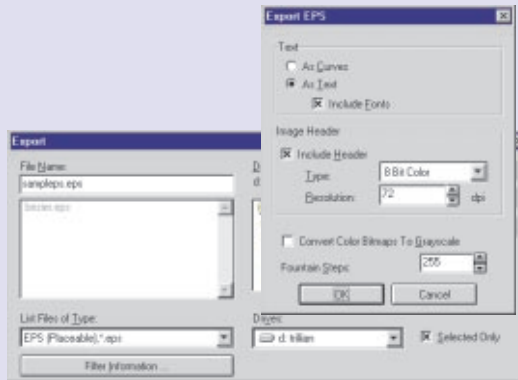 Export EPS
Text
As Curves
As Text
Include Fonts
Image Header
Include Header
Type: 8 Bit Color
Resolution: 72 dpi
Convert Color Bitmaps To Grayscale
Fountain Steps: 255
OK Cancel
Export
File Name:
sampleps.eps
List Files of Type:
EPS (Placeable),*.eps
Filter Information ...
Drives:
d: trillian
Selected Only